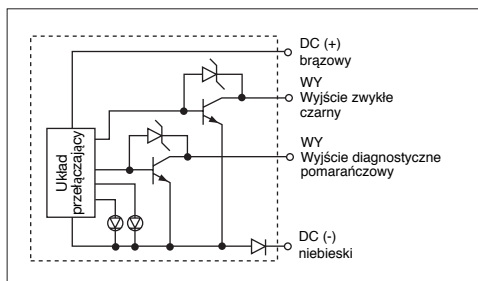 DC (+)
brązowy
WY
Wyjście zwykłe
czarny
WY
Wyjście diagnostyczne
pomarańczowy
Układ
przełączający
DC (-)
niebieski